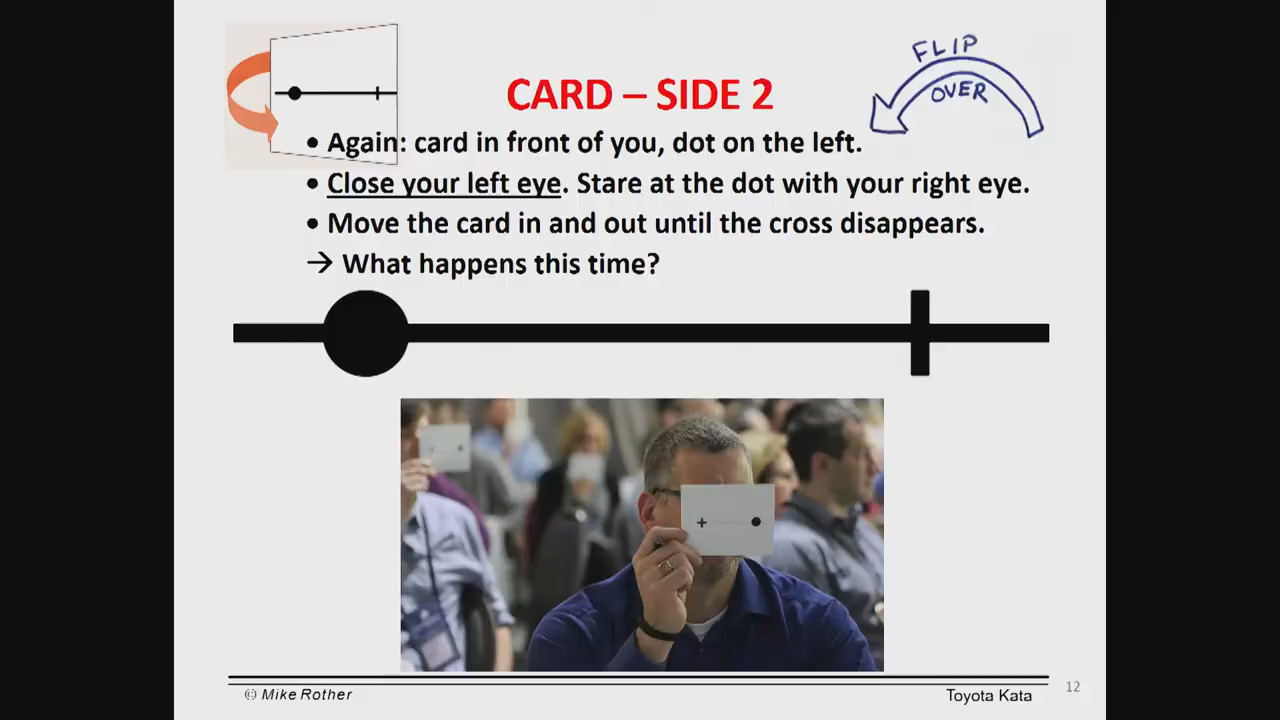 FLIP
OVER
CARD – SIDE 2
• Again: card in front of you, dot on the left.
• Close your left eye. Stare at the dot with your right eye.
• Move the card in and out until the cross disappears.
→ What happens this time?
© Mike Rother
Toyota Kata
12